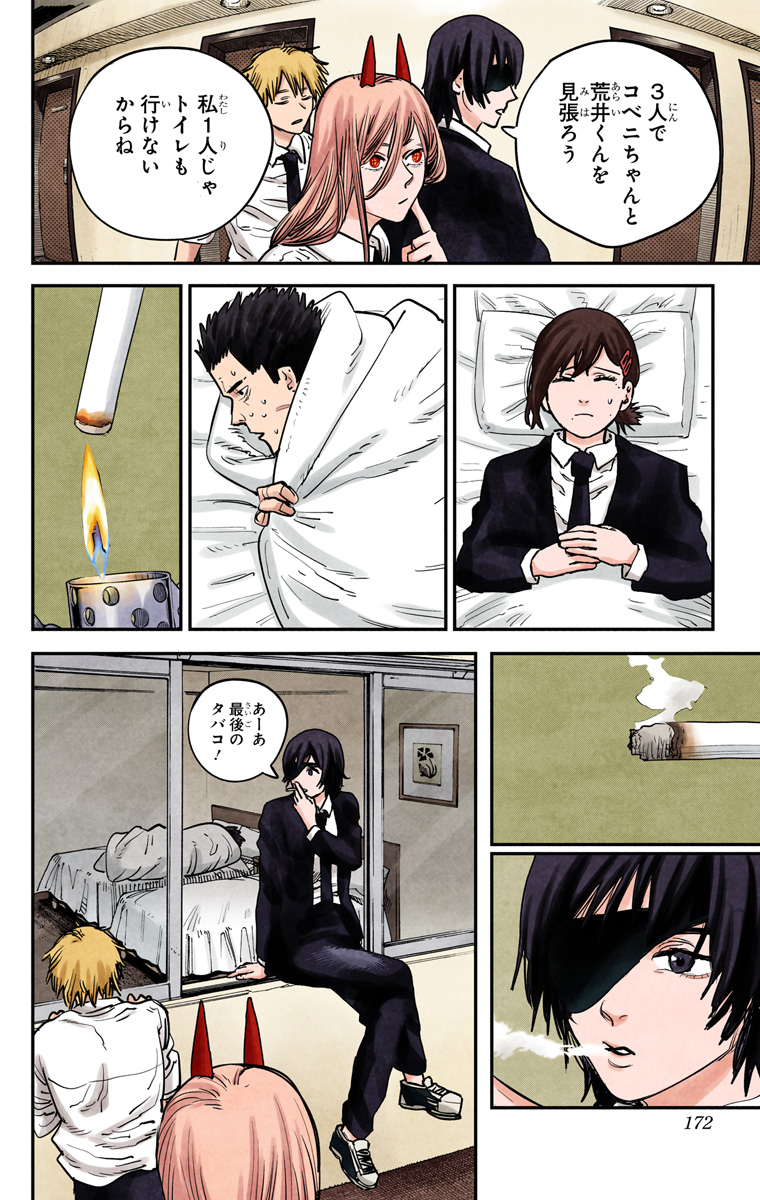 3人で
コベニちゃんと
荒井くんを
見張ろう
私1人じゃ
トイレも
行けない
からね
あーあ
最後の
タバコ！
172